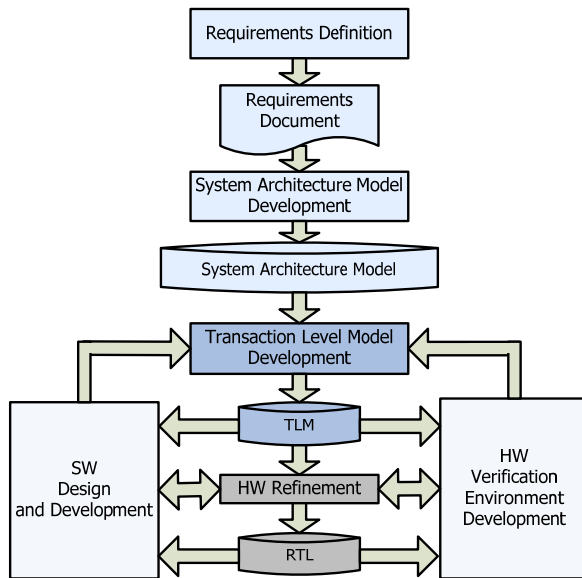 Requirements Definition
Requirements
Document
System Architecture Model
Development
System Architecture Model
Transaction Level Model
Development
TLM
SW
Design
and Development
HW Refinement
HW
Verification
Environment
Development
RTL